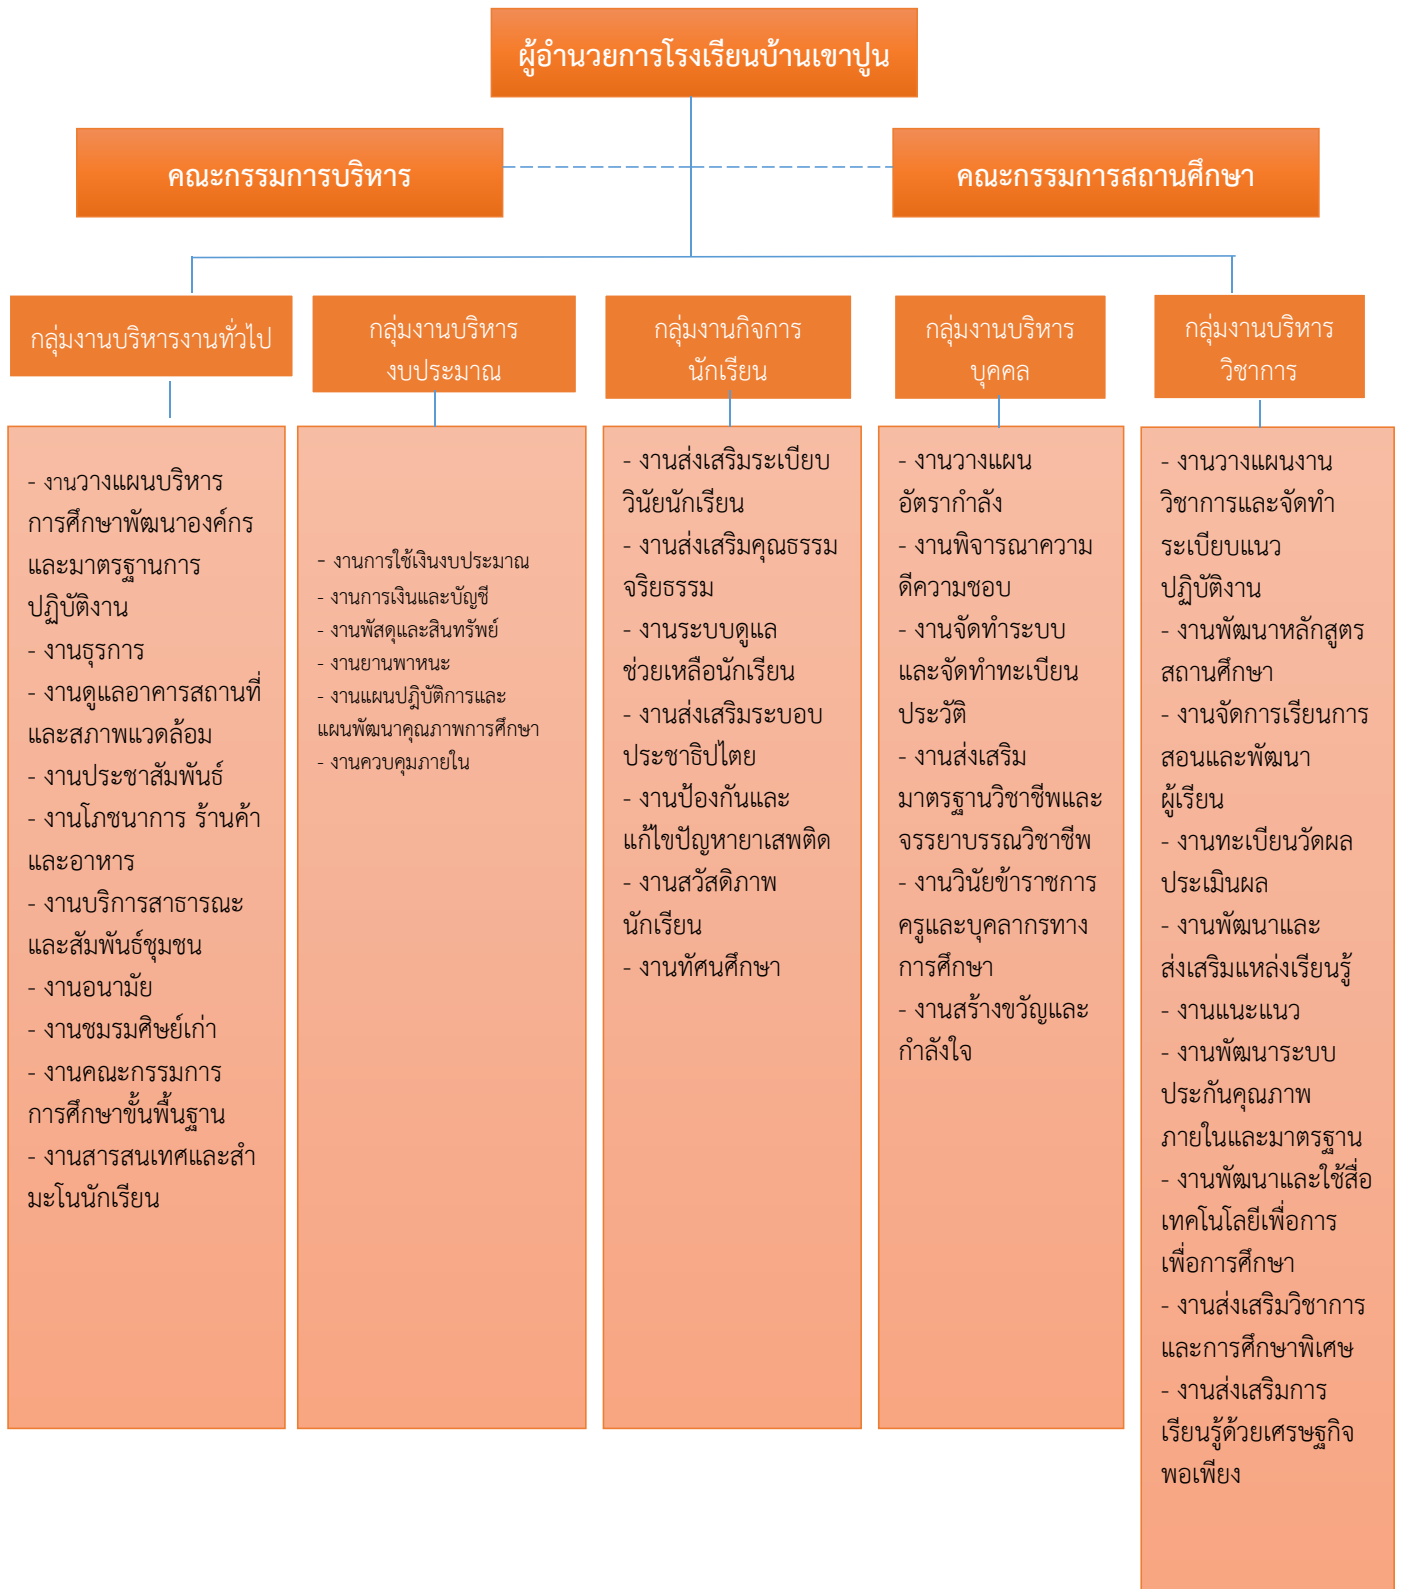 ผู้อำนวยการโรงเรียนบ้านเขาปูน
คณะกรรมการบริหาร
คณะกรรมการสถานศึกษา
กลุ่มงานบริหารงานทั่วไป
กลุ่มงานบริหาร
งบประมาณ
กลุ่มงานกิจการ
นักเรียน
กลุ่มงานบริหาร
บุคคล
กลุ่มงานบริหาร
วิชาการ
- งานวางแผนบริหาร
การศึกษาพัฒนาองค์กร
และมาตรฐานการ
ปฏิบัติงาน
- งานธุรการ
- งานดูแลอาคารสถานที่
และสภาพแวดล้อม
- งานประชาสัมพันธ์
- งานโภชนาการ ร้านค้า
และอาหาร
- งานบริการสาธารณะ
และสัมพันธ์ชุมชน
- งานอนามัย
- งานชมรมศิษย์เก่า
- งานคณะกรรมการ
การศึกษาขั้นพื้นฐาน
- งานสารสนเทศและสำ
มะโนนักเรียน
- งานการใช้เงินงบประมาณ
- งานการเงินและบัญชี
- งานพัสดุและสินทรัพย์
- งานยานพาหนะ
- งานแผนปฎิบัติการและ
แผนพัฒนาคุณภาพการศึกษา
- งานควบคุมภายใน
- งานส่งเสริมระเบียบ
วินัยนักเรียน
- งานส่งเสริมคุณธรรม
จริยธรรม
- งานระบบดูแล
ช่วยเหลือนักเรียน
- งานส่งเสริมระบอบ
ประชาธิปไตย
- งานป้องกันและ
แก้ไขปัญหายาเสพติด
- งานสวัสดิภาพ
นักเรียน
- งานทัศนศึกษา
- งานวางแผน
อัตรากำลัง
- งานพิจารณาความ
ดีความชอบ
- งานจัดทำระบบ
และจัดทำทะเบียน
ประวัติ
- งานส่งเสริม
มาตรฐานวิชาชีพและ
จรรยาบรรณวิชาชีพ
- งานวินัยข้าราชการ
ครูและบุคลากรทาง
การศึกษา
- งานสร้างขวัญและ
กำลังใจ
- งานวางแผนงาน
วิชาการและจัดทำ
ระเบียบแนว
ปฏิบัติงาน
- งานพัฒนาหลักสูตร
สถานศึกษา
- งานจัดการเรียนการ
สอนและพัฒนา
ผู้เรียน
- งานทะเบียนวัดผล
ประเมินผล
- งานพัฒนาและ
ส่งเสริมแหล่งเรียนรู้
- งานแนะแนว
- งานพัฒนาระบบ
ประกันคุณภาพ
ภายในและมาตรฐาน
- งานพัฒนาและใช้สื่อ
เทคโนโลยีเพื่อการ
เพื่อการศึกษา
- งานส่งเสริมวิชาการ
และการศึกษาพิเศษ
- งานส่งเสริมการ
เรียนรู้ด้วยเศรษฐกิจ
พอเพียง